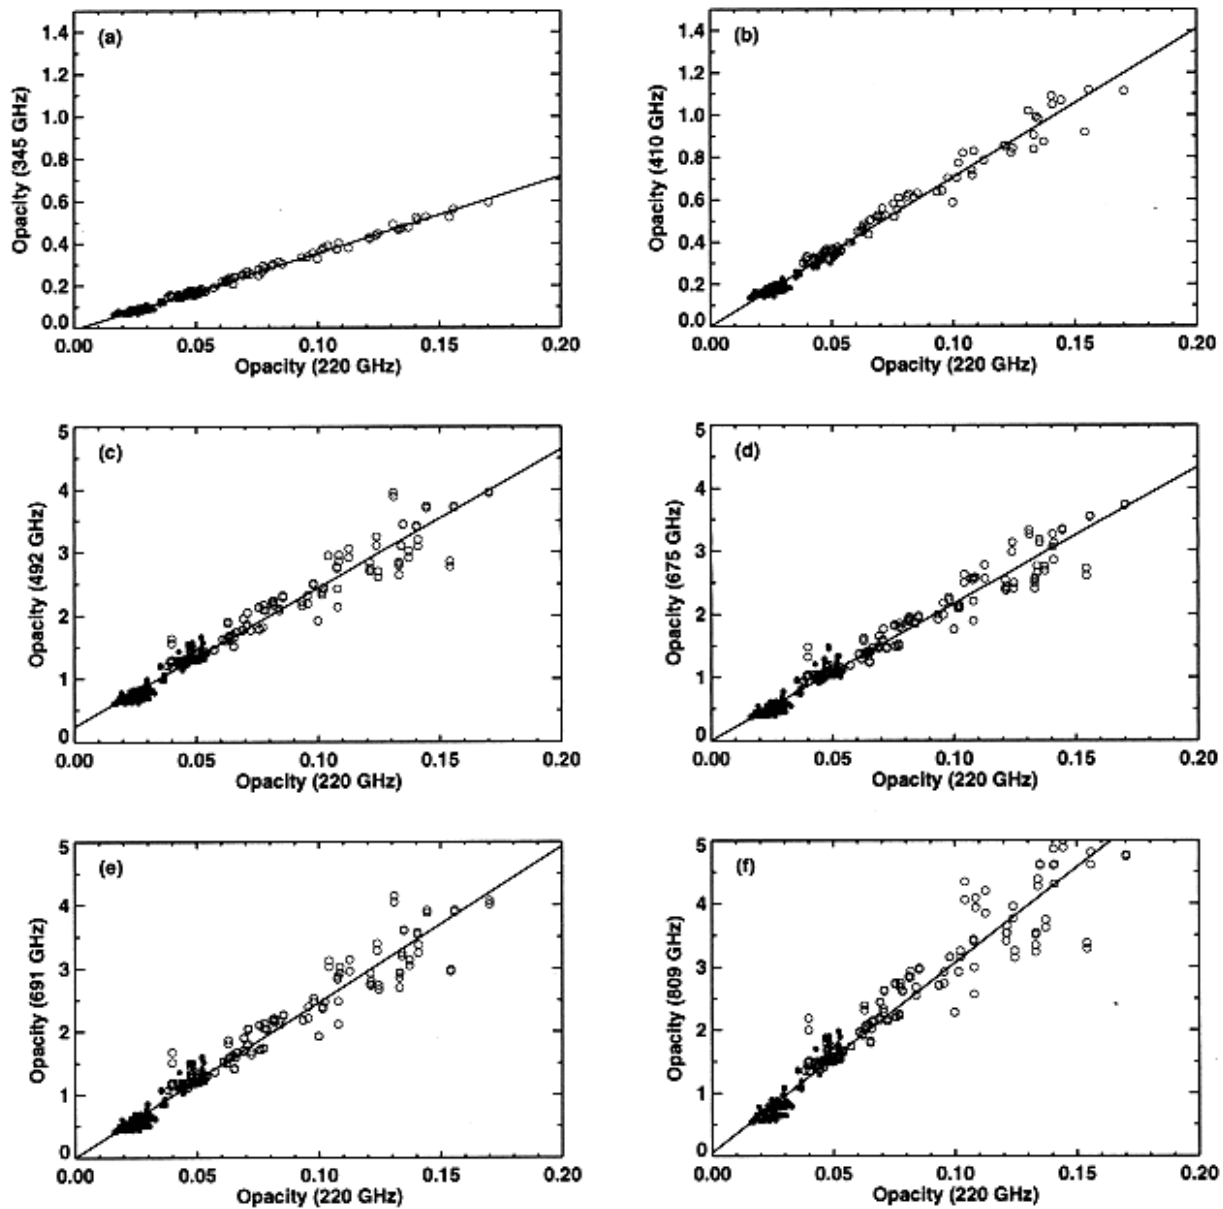 (a)
Opacity (345 GHz)
1.4
1.2
1.0
0.8
0.6
0.4
0.2
0.0
0.00 0.05 0.10 0.15 0.20
Opacity (220 GHz)
(b)
Opacity (410 GHz)
1.4
1.2
1.0
0.8
0.6
0.4
0.2
0.0
0.00 0.05 0.10 0.15 0.20
Opacity (220 GHz)
(c)
Opacity (492 GHz)
5
4
3
2
1
0
0.00 0.05 0.10 0.15 0.20
Opacity (220 GHz)
(d)
Opacity (675 GHz)
5
4
3
2
1
0
0.00 0.05 0.10 0.15 0.20
Opacity (220 GHz)
(e)
Opacity (691 GHz)
5
4
3
2
1
0
0.00 0.05 0.10 0.15 0.20
Opacity (220 GHz)
(f)
Opacity (809 GHz)
5
4
3
2
1
0
0.00 0.05 0.10 0.15 0.20
Opacity (220 GHz)